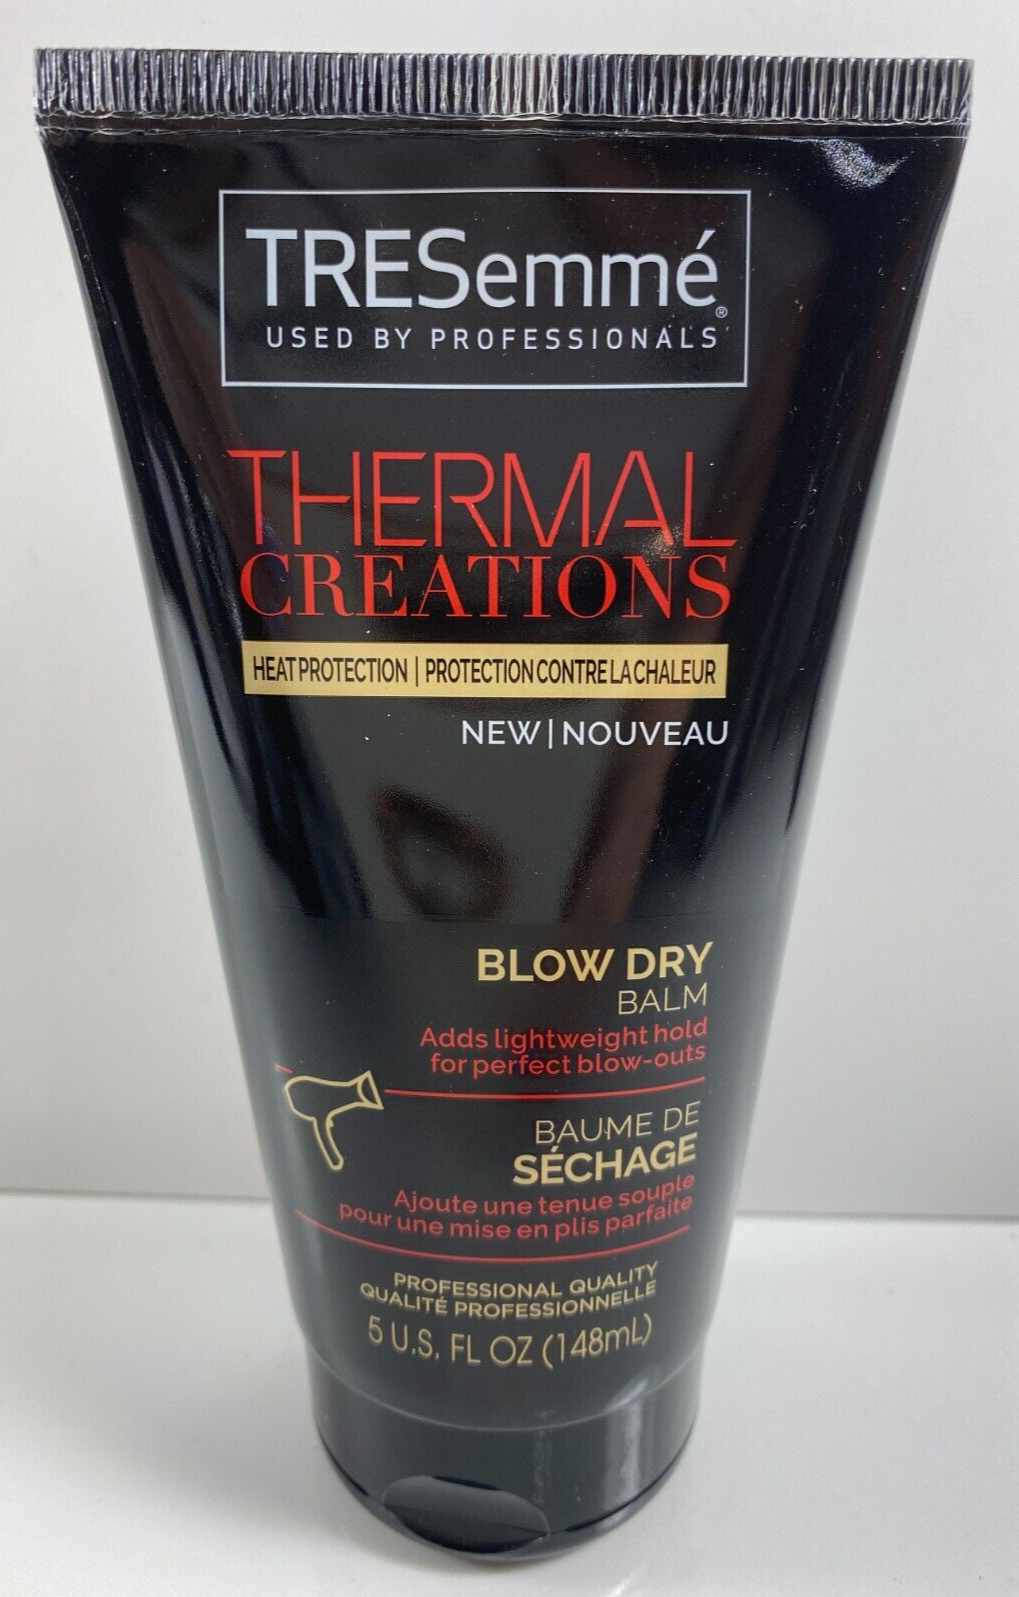 TRESemmé®
USED BY PROFESSIONALS
THERMAL
CREATIONS
HEAT PROTECTION | PROTECTION CONTRE LA CHALEUR
NEW | NOUVEAU
BLOW DRY
BALM
Adds lightweight hold
for perfect blow-outs
BAUME DE
SÉCHAGE
Ajoute une tenue souple
pour une mise en plis parfaite
PROFESSIONAL QUALITY
QUALITÉ PROFESSIONNELLE
5 U.S. FL OZ (148mL)